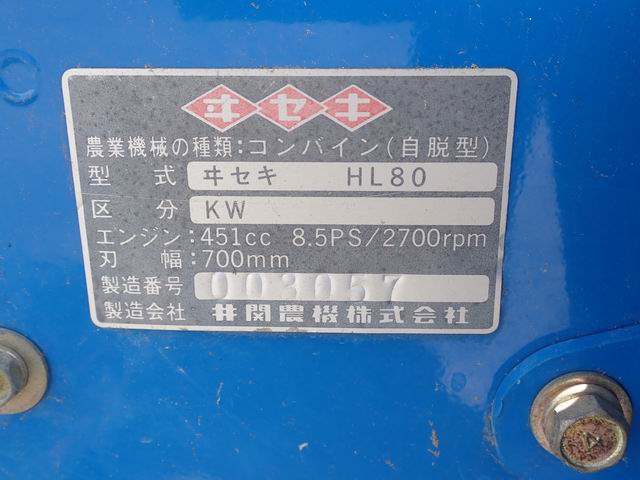 ヰセキ
農業機械の種類:コンバイン(自脱型)
型式 ヰセキ HL80
区分 KW
エンジン:451cc 8.5PS/2700rpm
刃幅:700mm
製造番号 003057
製造会社 井関農機株式会社